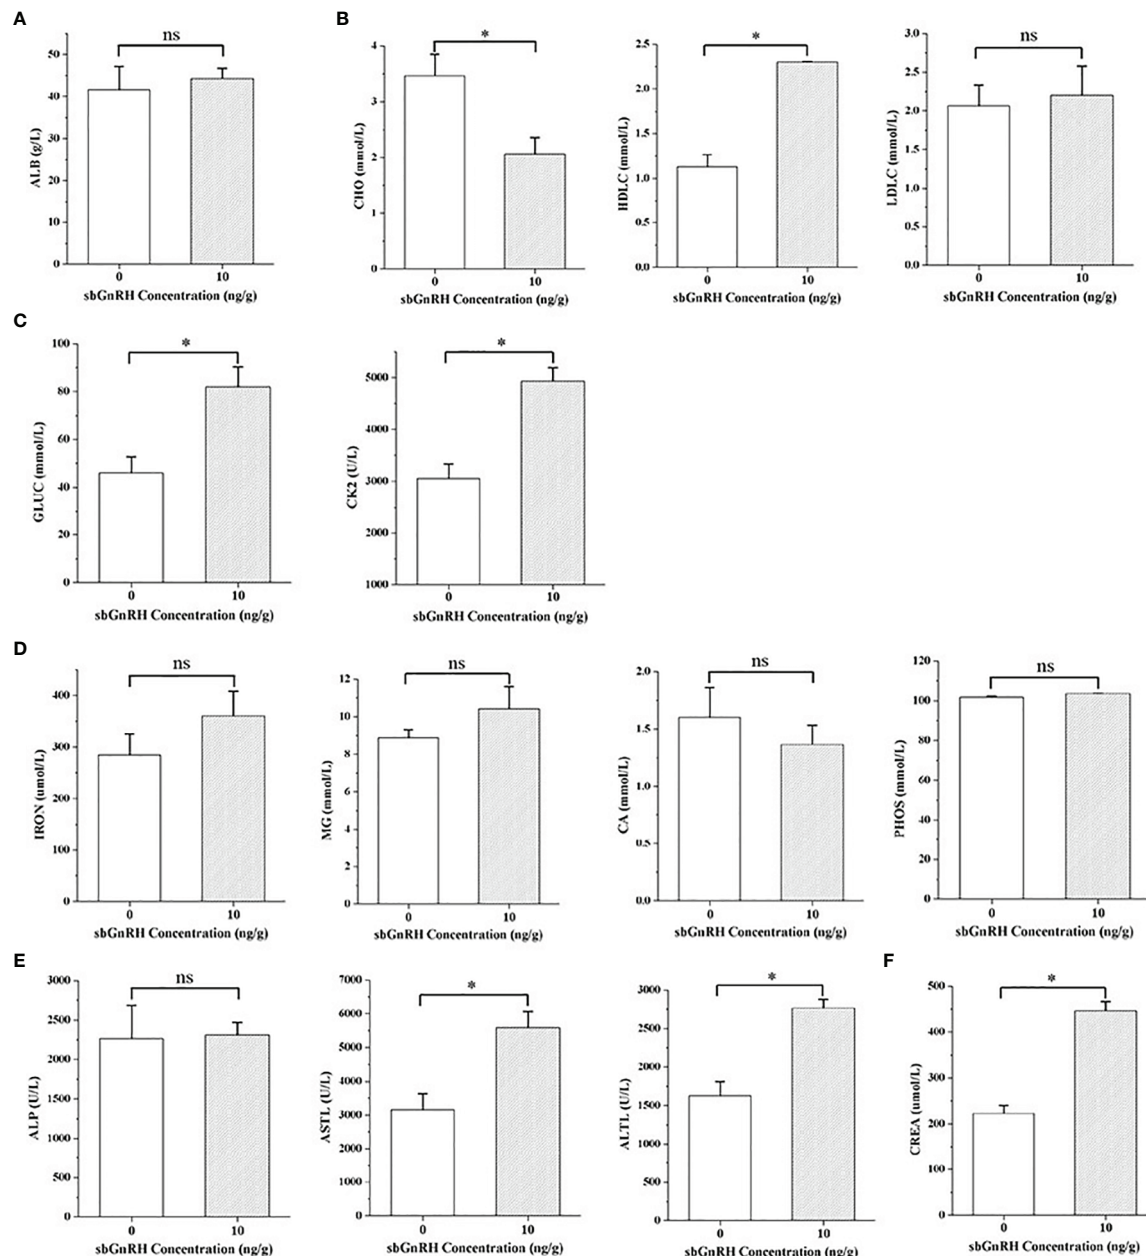 A
ns
50
40
30
20
10
0
ALB (g/L)
0 10
sbGnRH Concentration (ng/g)
B
*
4
3
2
1
0
CHO (mmol/L)
0 10
sbGnRH Concentration (ng/g)
*
2.5
2.0
1.5
1.0
0.5
0.0
HDLC (mmol/L)
0 10
sbGnRH Concentration (ng/g)
ns
3.0
2.5
2.0
1.5
1.0
0.5
0.0
LDLC (mmol/L)
0 10
sbGnRH Concentration (ng/g)
C
*
100
80
60
40
20
0
GLUC (mmol/L)
0 10
sbGnRH Concentration (ng/g)
*
5000
4000
3000
2000
1000
CK2 (U/L)
0 10
sbGnRH Concentration (ng/g)
D
ns
400
300
200
100
0
IRON (umol/L)
0 10
sbGnRH Concentration (ng/g)
ns
12
10
8
6
4
2
0
MG (mmol/L)
0 10
sbGnRH Concentration (ng/g)
ns
2.0
1.5
1.0
0.5
0.0
CA (mmol/L)
0 10
sbGnRH Concentration (ng/g)
ns
120
100
80
60
40
20
0
PHOS (mmol/L)
0 10
sbGnRH Concentration (ng/g)
E
ns
3000
2500
2000
1500
1000
500
0
ALP (U/L)
0 10
sbGnRH Concentration (ng/g)
*
7000
6000
5000
4000
3000
2000
1000
0
ASTL (U/L)
0 10
sbGnRH Concentration (ng/g)
*
3000
2500
2000
1500
1000
500
0
ALTL (U/L)
0 10
sbGnRH Concentration (ng/g)
F
*
500
400
300
200
100
0
CREA (umol/L)
0 10
sbGnRH Concentration (ng/g)